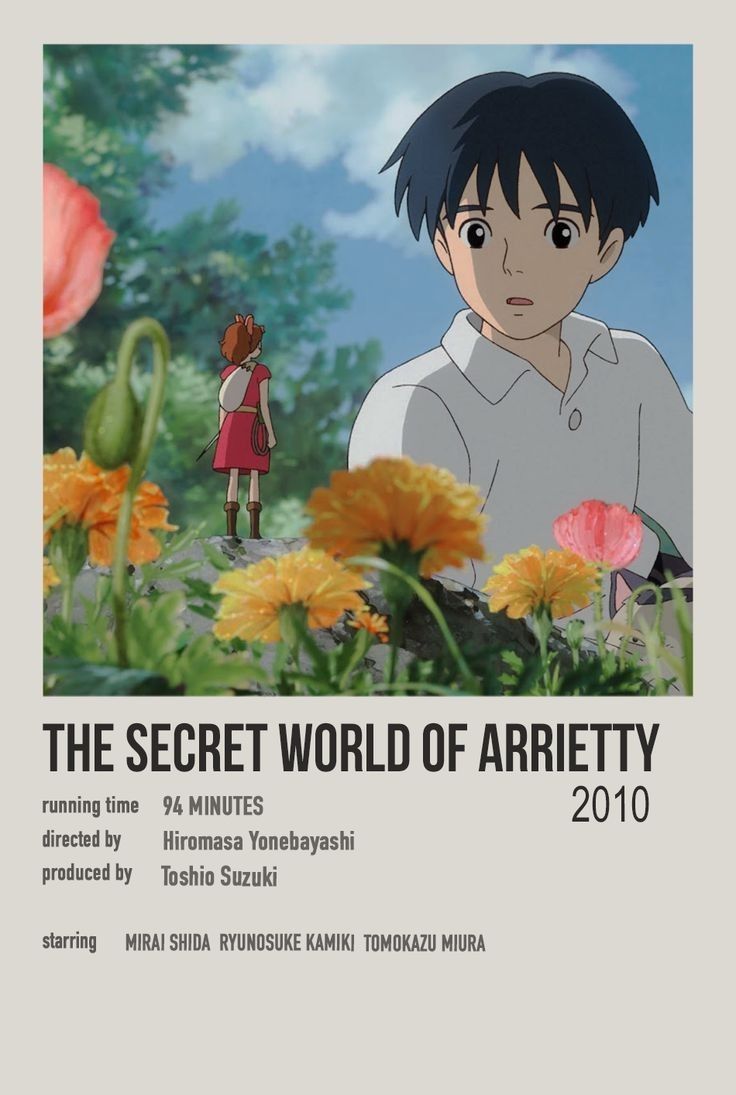 THE SECRET WORLD OF ARRIETTY
2010
running time 94 MINUTES
directed by Hiromasa Yonebayashi
produced by Toshio Suzuki
starring MIRAI SHIDA RYUNOSUKE KAMIKI TOMOKAZU MIURA